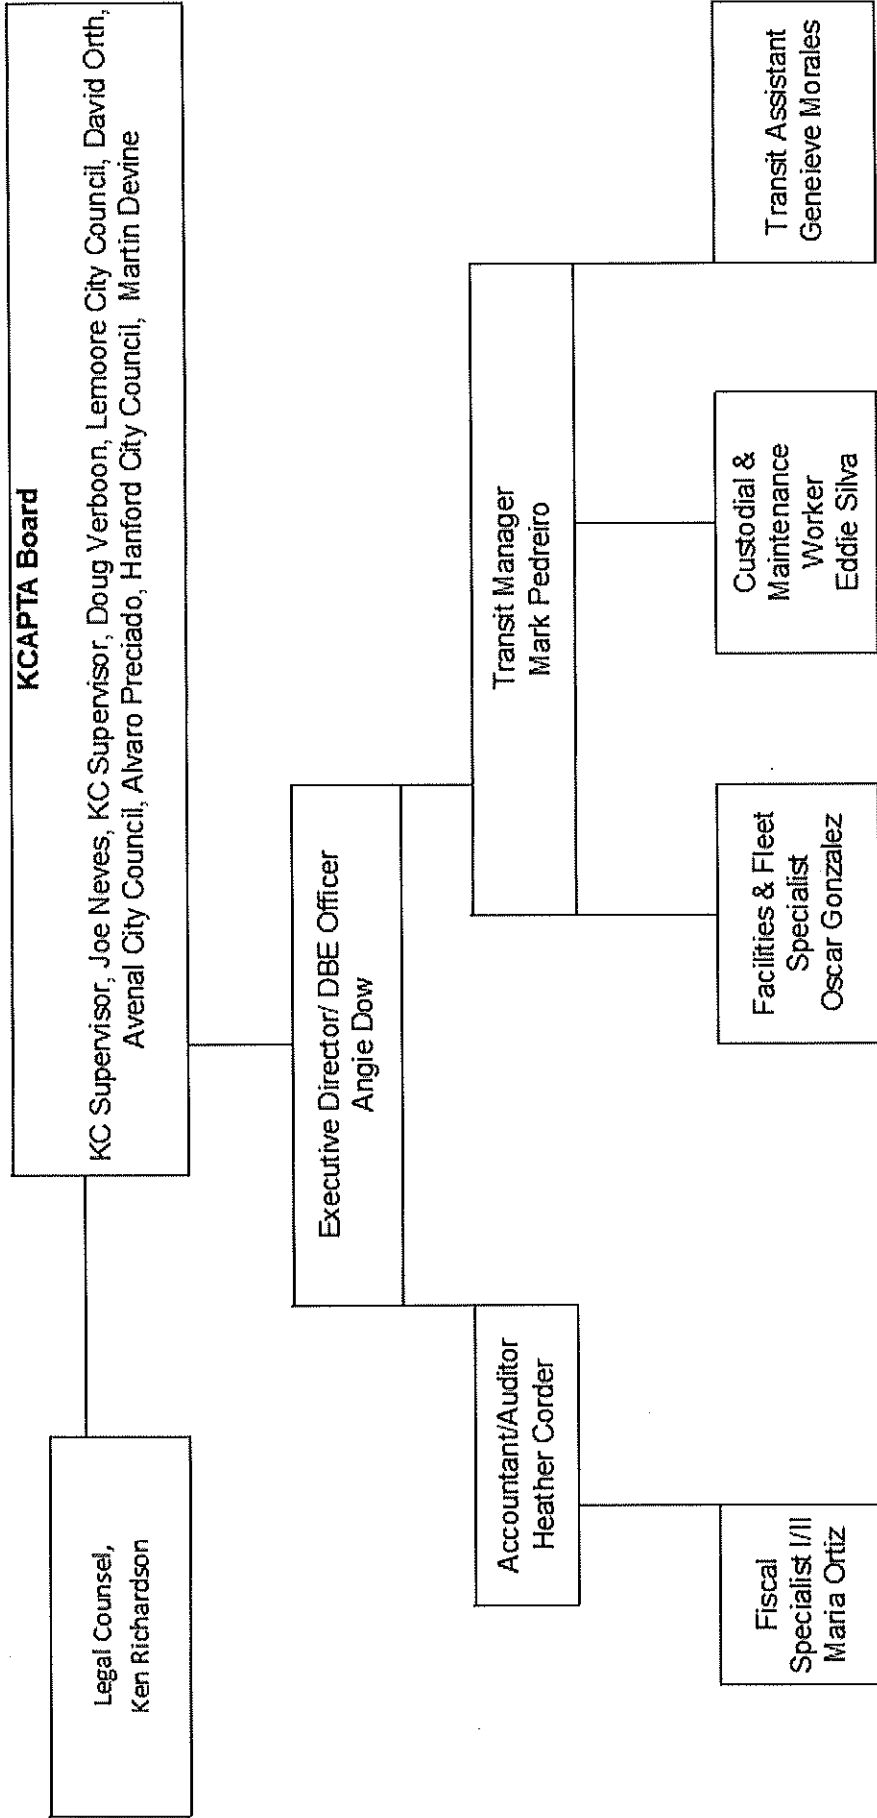 KCAPTA Board
KC Supervisor, Joe Neves, KC Supervisor, Doug Verboon, Lemoore City Council, David Orth,
Avenal City Council, Alvaro Preciado, Hanford City Council, Martin Devine
Legal Counsel,
Ken Richardson
Executive Director/ DBE Officer
Angie Dow
Accountant/Auditor
Heather Corder
Transit Manager
Mark Pedreiro
Fiscal
Specialist I/II
Maria Ortiz
Facilities & Fleet
Specialist
Oscar Gonzalez
Custodial &
Maintenance
Worker
Eddie Silva
Transit Assistant
Geneieve Morales